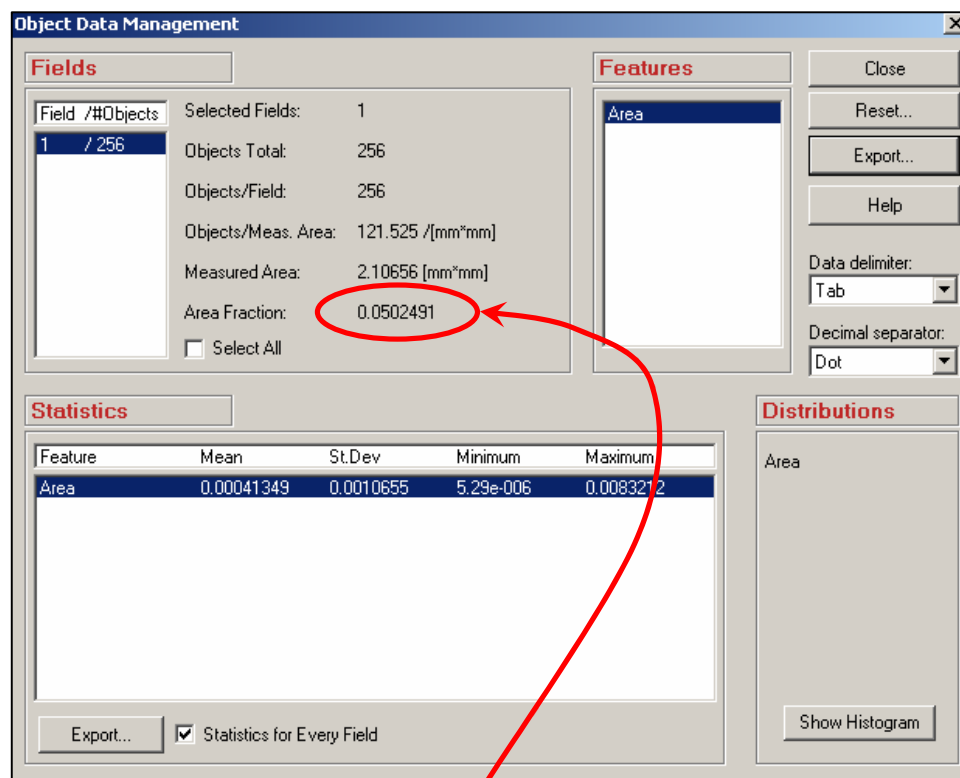 Object Data Management
Fields
Features
Close
Field /#Objects
Selected Fields: 1
Area
Reset...
1 / 256
Objects Total: 256
Export...
Objects/Field: 256
Help
Objects/Meas. Area: 121.525 /[mm*mm]
Measured Area: 2.10656 [mm*mm]
Data delimiter:
Tab
Area Fraction: 0.0502491
Select All
Decimal separator:
Dot
Statistics
Distributions
Feature Mean St.Dev Minimum Maximum
Area
Area 0.00041349 0.0010655 5.29e-006 0.0083212
Export...
Statistics for Every Field
Show Histogram